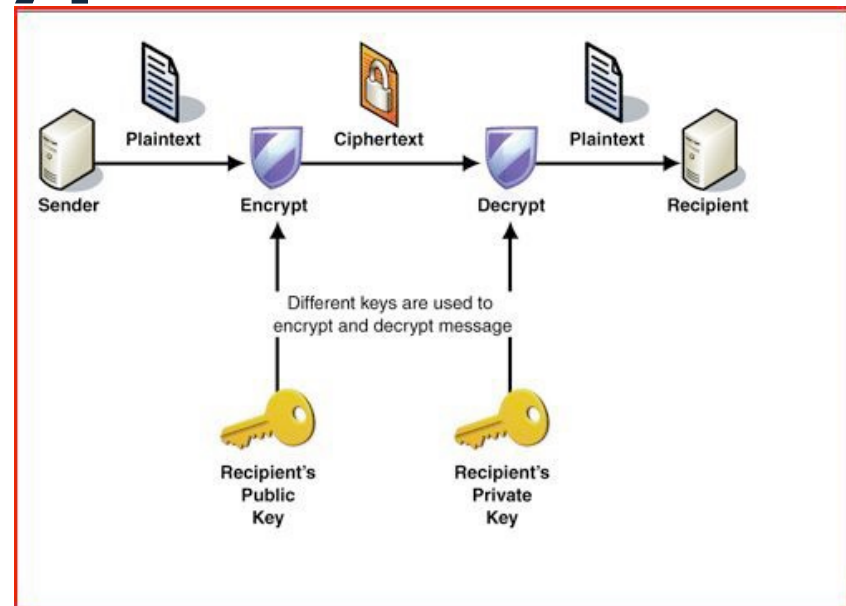 Plaintext
Ciphertext
Plaintext
Sender
Encrypt
Decrypt
Recipient
Different keys are used to
encrypt and decrypt message
Recipient's
Public
Key
Recipient's
Private
Key